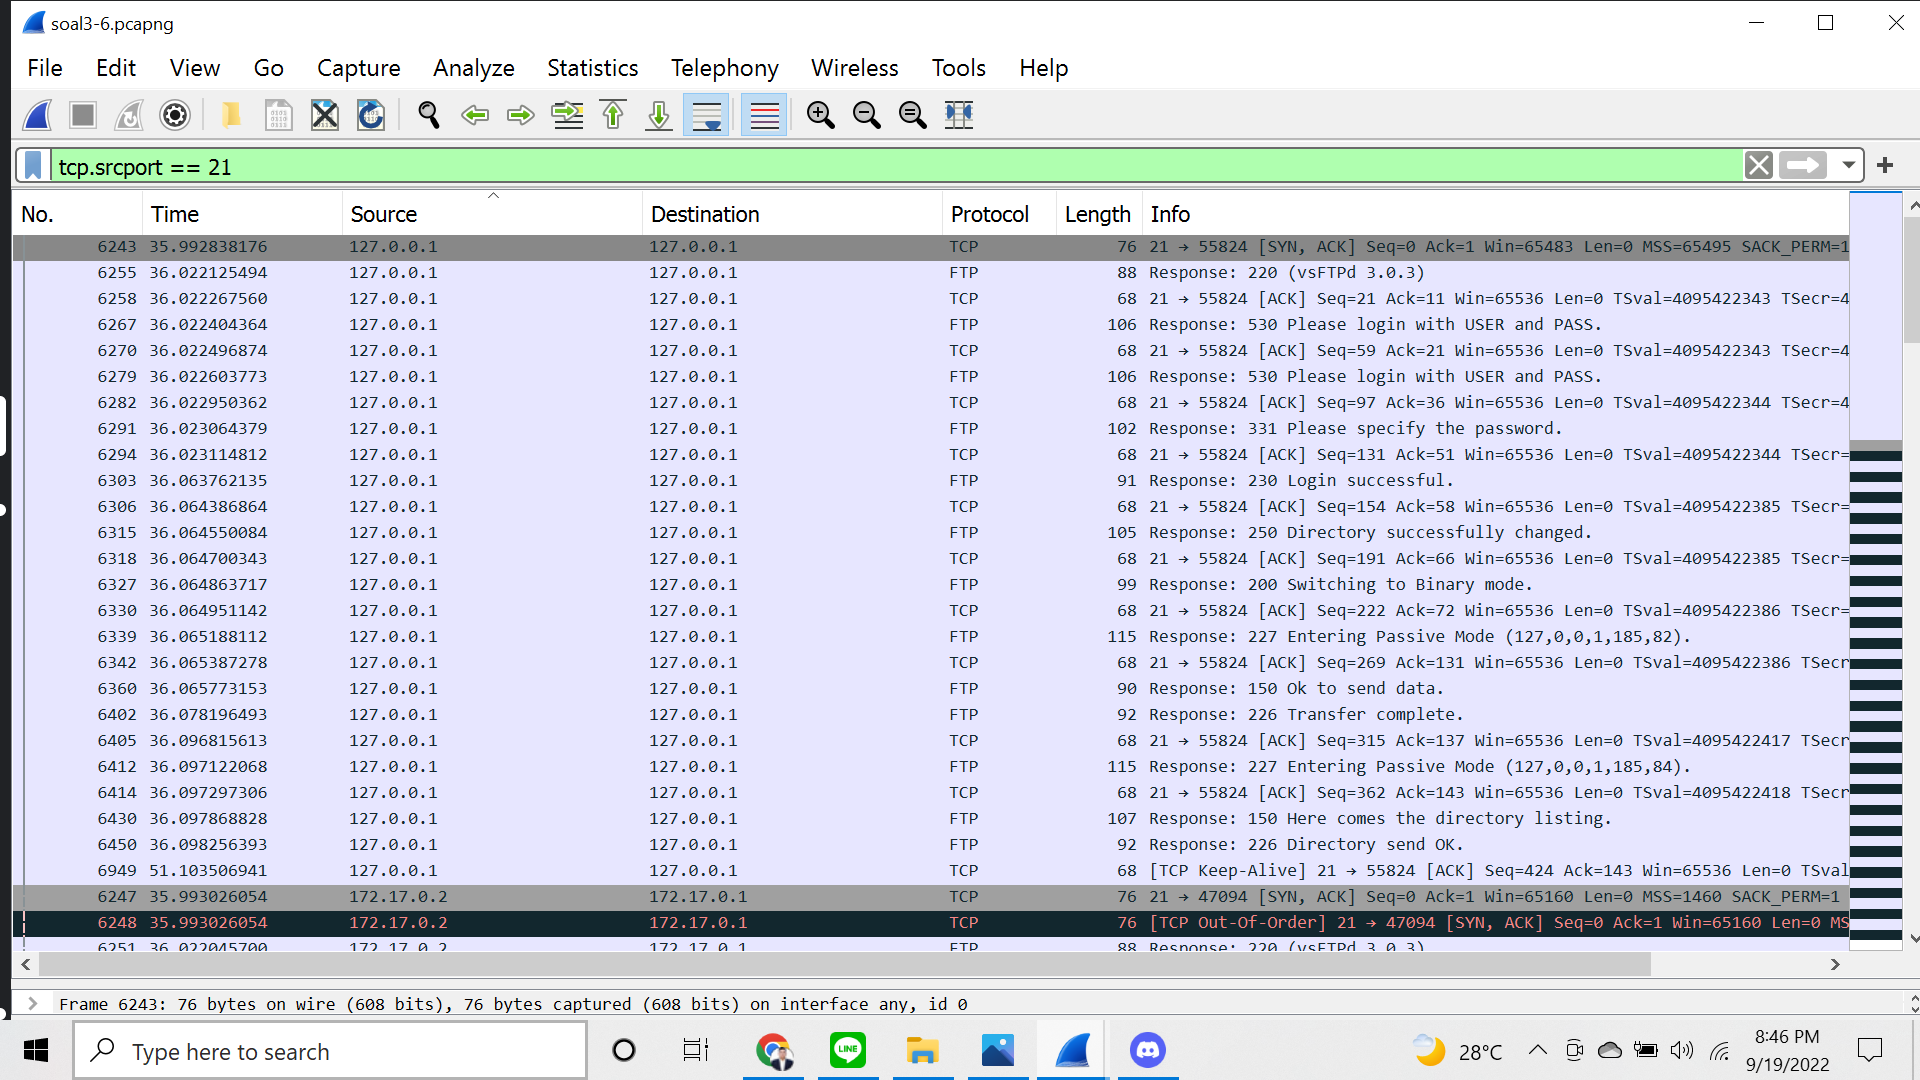 soal3-6.pcapng
File Edit View Go Capture Analyze Statistics Telephony Wireless Tools Help
tcp.srcport == 21
No. Time Source Destination Protocol Length Info
6243 35.992838176 127.0.0.1 127.0.0.1 TCP 76 21 → 55824 [SYN, ACK] Seq=0 Ack=1 Win=65483 Len=0 MSS=65495 SACK_PERM=1
6255 36.022125494 127.0.0.1 127.0.0.1 FTP 88 Response: 220 (vsFTPd 3.0.3)
6258 36.022267560 127.0.0.1 127.0.0.1 TCP 68 21 → 55824 [ACK] Seq=21 Ack=11 Win=65536 Len=0 TSval=4095422343 TSecr=4
6267 36.022404364 127.0.0.1 127.0.0.1 FTP 106 Response: 530 Please login with USER and PASS.
6270 36.022496874 127.0.0.1 127.0.0.1 TCP 68 21 → 55824 [ACK] Seq=59 Ack=21 Win=65536 Len=0 TSval=4095422343 TSecr=4
6279 36.022603773 127.0.0.1 127.0.0.1 FTP 106 Response: 530 Please login with USER and PASS.
6282 36.022950362 127.0.0.1 127.0.0.1 TCP 68 21 → 55824 [ACK] Seq=97 Ack=36 Win=65536 Len=0 TSval=4095422344 TSecr=4
6291 36.023064379 127.0.0.1 127.0.0.1 FTP 102 Response: 331 Please specify the password.
6294 36.023114812 127.0.0.1 127.0.0.1 TCP 68 21 → 55824 [ACK] Seq=131 Ack=51 Win=65536 Len=0 TSval=4095422344 TSecr=
6303 36.063762135 127.0.0.1 127.0.0.1 FTP 91 Response: 230 Login successful.
6306 36.064386864 127.0.0.1 127.0.0.1 TCP 68 21 → 55824 [ACK] Seq=154 Ack=58 Win=65536 Len=0 TSval=4095422385 TSecr=
6315 36.064550084 127.0.0.1 127.0.0.1 FTP 105 Response: 250 Directory successfully changed.
6318 36.064700343 127.0.0.1 127.0.0.1 TCP 68 21 → 55824 [ACK] Seq=191 Ack=66 Win=65536 Len=0 TSval=4095422385 TSecr=
6327 36.064863717 127.0.0.1 127.0.0.1 FTP 99 Response: 200 Switching to Binary mode.
6330 36.064951142 127.0.0.1 127.0.0.1 TCP 68 21 → 55824 [ACK] Seq=222 Ack=72 Win=65536 Len=0 TSval=4095422386 TSecr=
6339 36.065188112 127.0.0.1 127.0.0.1 FTP 115 Response: 227 Entering Passive Mode (127,0,0,1,185,82).
6342 36.065387278 127.0.0.1 127.0.0.1 TCP 68 21 → 55824 [ACK] Seq=269 Ack=131 Win=65536 Len=0 TSval=4095422386 TSecr
6360 36.065773153 127.0.0.1 127.0.0.1 FTP 90 Response: 150 Ok to send data.
6402 36.078196493 127.0.0.1 127.0.0.1 FTP 92 Response: 226 Transfer complete.
6405 36.096815613 127.0.0.1 127.0.0.1 TCP 68 21 → 55824 [ACK] Seq=315 Ack=137 Win=65536 Len=0 TSval=4095422417 TSecr
6412 36.097122068 127.0.0.1 127.0.0.1 FTP 115 Response: 227 Entering Passive Mode (127,0,0,1,185,84).
6414 36.097297306 127.0.0.1 127.0.0.1 TCP 68 21 → 55824 [ACK] Seq=362 Ack=143 Win=65536 Len=0 TSval=4095422418 TSecr
6430 36.097868828 127.0.0.1 127.0.0.1 FTP 107 Response: 150 Here comes the directory listing.
6450 36.098256393 127.0.0.1 127.0.0.1 FTP 92 Response: 226 Directory send OK.
6949 51.103506941 127.0.0.1 127.0.0.1 TCP 68 [TCP Keep-Alive] 21 → 55824 [ACK] Seq=424 Ack=143 Win=65536 Len=0 TSval
6247 35.993026054 172.17.0.2 172.17.0.1 TCP 76 21 → 47094 [SYN, ACK] Seq=0 Ack=1 Win=65160 Len=0 MSS=1460 SACK_PERM=1
6248 35.993026054 172.17.0.2 172.17.0.1 TCP 76 [TCP Out-Of-Order] 21 → 47094 [SYN, ACK] Seq=0 Ack=1 Win=65160 Len=0 MS
6251 36.022045700 172.17.0.2 172.17.0.1 FTP 88 Response: 220 (vsFTPd 3.0.3)
Frame 6243: 76 bytes on wire (608 bits), 76 bytes captured (608 bits) on interface any, id 0
Type here to search
LINE
28°C
8:46 PM
9/19/2022